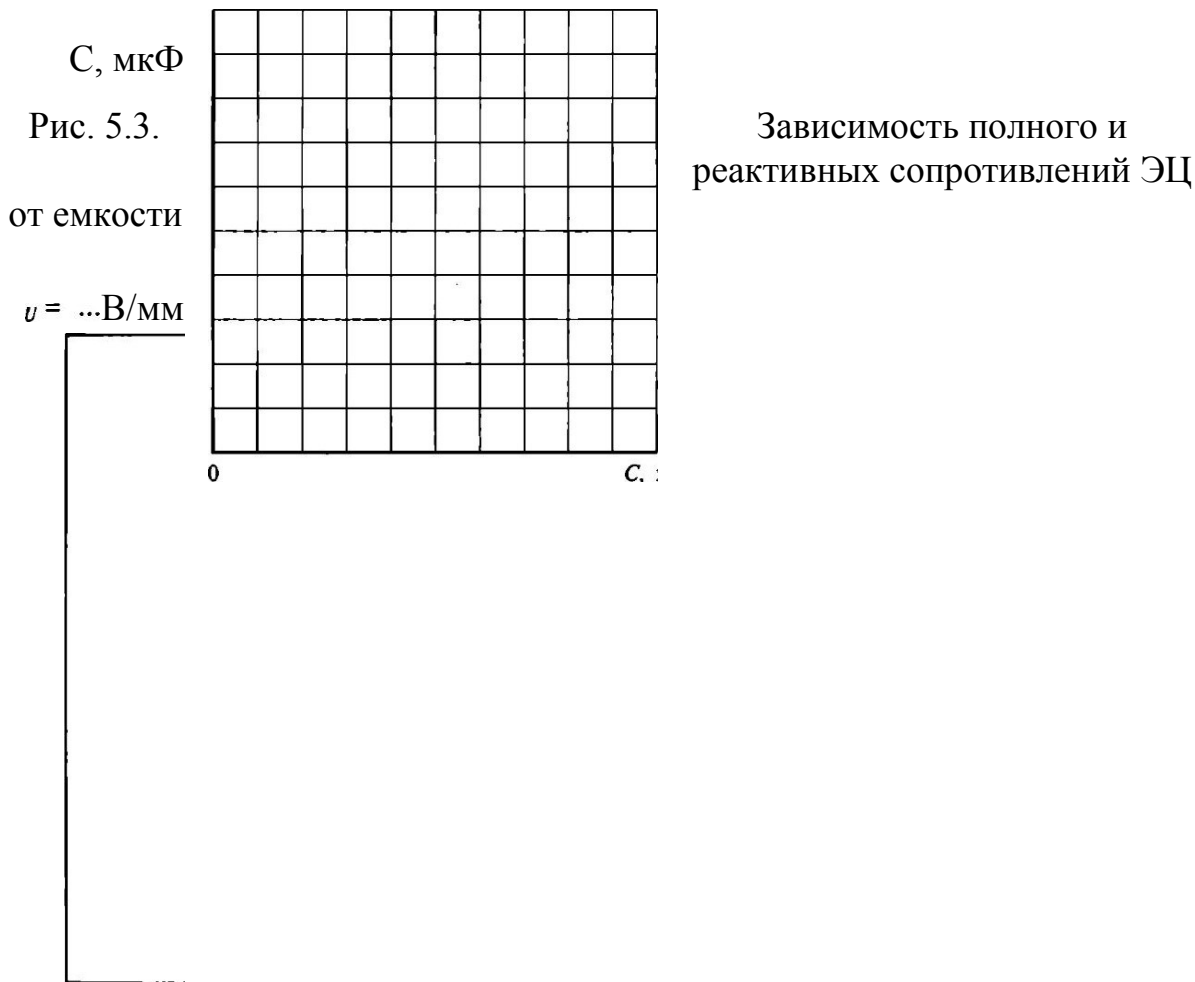 С, мкФ
Рис. 5.3.
Зависимость полного и
реактивных сопротивлений ЭЦ
от емкости
υ = ...В/мм
0
C,